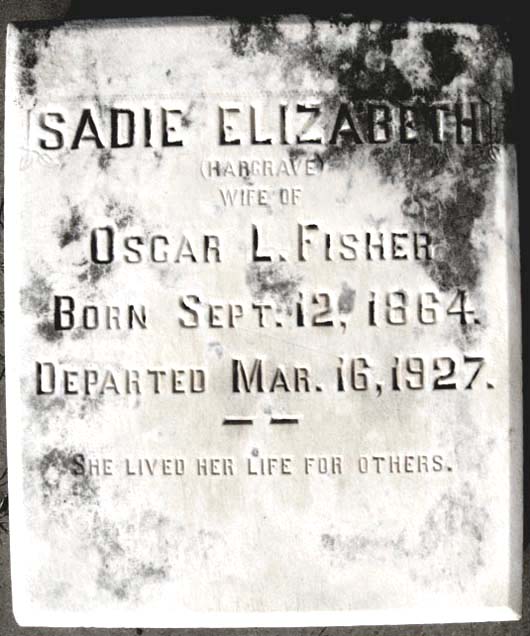 SADIE ELIZABETH
(HARGRAVE)
WIFE OF
OSCAR L. FISHER
BORN SEPT. 12, 1864.
DEPARTED MAR. 16, 1927.
SHE LIVED HER LIFE FOR OTHERS.